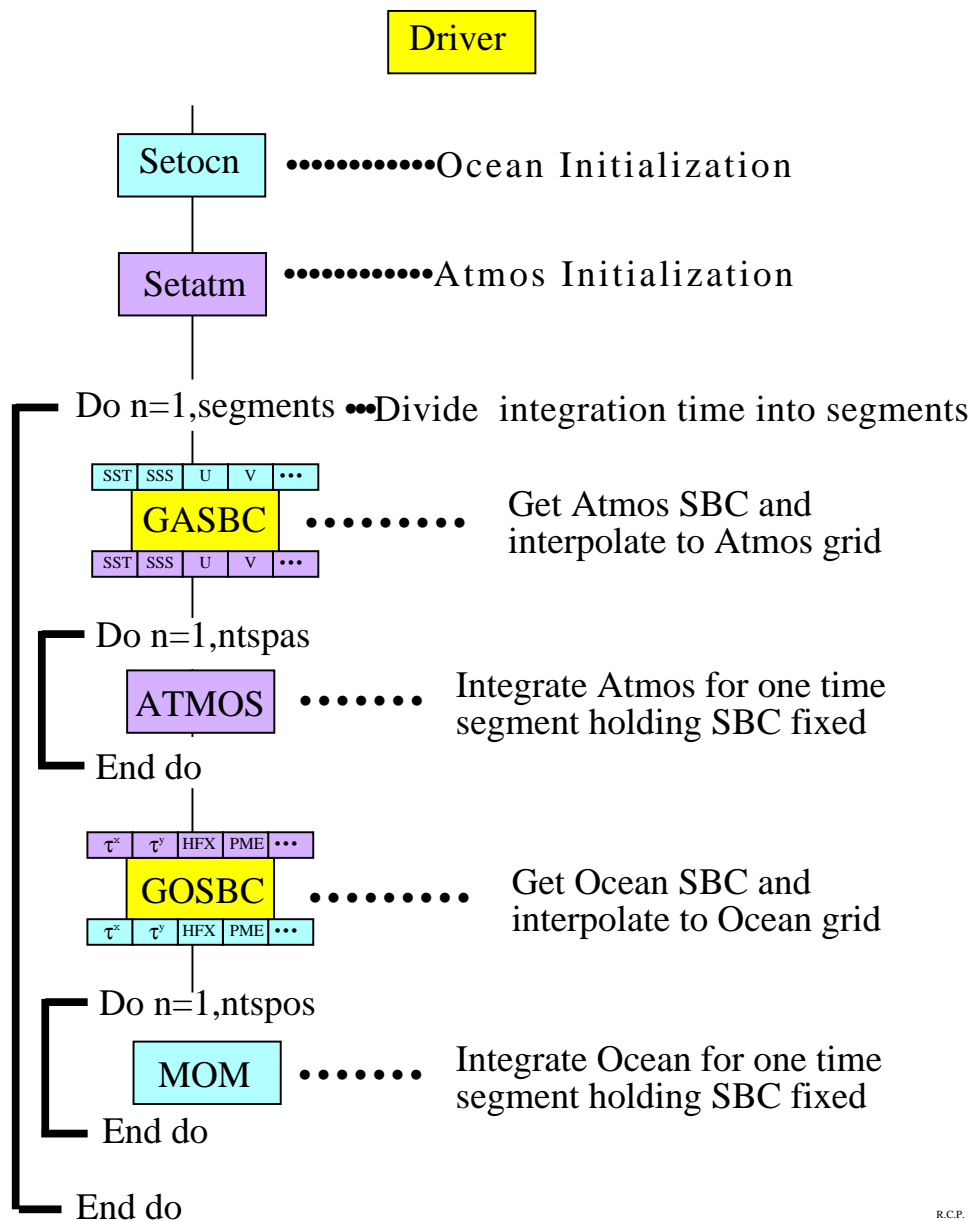 Driver
Setocn ••••••••••••Ocean Initialization
Setatm ••••••••••••Atmos Initialization
Do n=1,segments •••Divide integration time into segments
SST SSS U V •••
GASBC ••••••••• Get Atmos SBC and
interpolate to Atmos grid
SST SSS U V •••
Do n=1,ntspas
ATMOS ••••••• Integrate Atmos for one time
segment holding SBC fixed
End do
τˣ τʸ HFX PME •••
GOSBC ••••••••• Get Ocean SBC and
interpolate to Ocean grid
τˣ τʸ HFX PME •••
Do n=1,ntspos
MOM ••••••• Integrate Ocean for one time
segment holding SBC fixed
End do
End do
R.C.P.